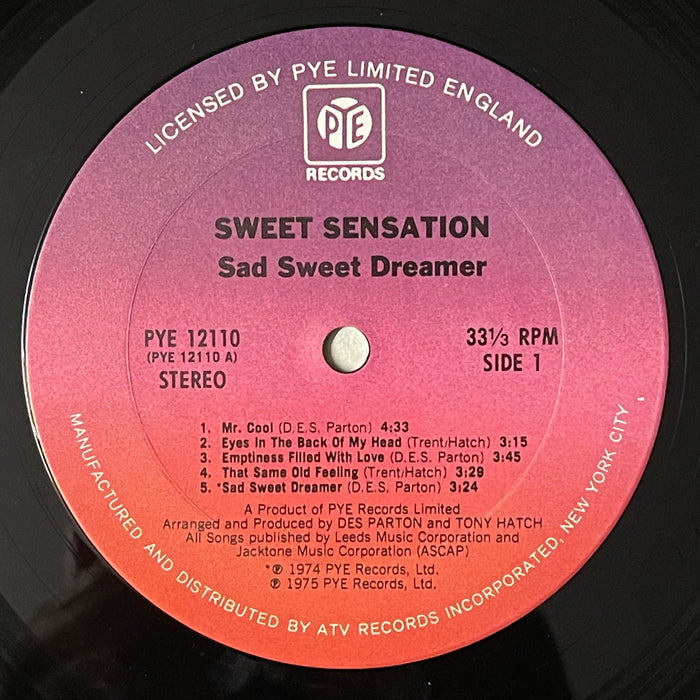 LICENSED BY PYE LIMITED ENGLAND
PYE
RECORDS
SWEET SENSATION
Sad Sweet Dreamer
PYE 12110
(PYE 12110 A)
STEREO
33⅓ RPM
SIDE 1
1. Mr. Cool (D.E.S. Parton) 4:33
2. Eyes In The Back Of My Head (Trent/Hatch) 3:15
3. Emptiness Filled With Love (D.E.S. Parton) 3:45
4. That Same Old Feeling (Trent/Hatch) 3:29
5. *Sad Sweet Dreamer (D.E.S. Parton) 3:24
A Product of PYE Records Limited
Arranged and Produced by DES PARTON and TONY HATCH
All Songs published by Leeds Music Corporation and
Jacktone Music Corporation (ASCAP)
*℗ 1974 PYE Records, Ltd.
℗ 1975 PYE Records, Ltd.
MANUFACTURED AND DISTRIBUTED BY ATV RECORDS INCORPORATED, NEW YORK CITY